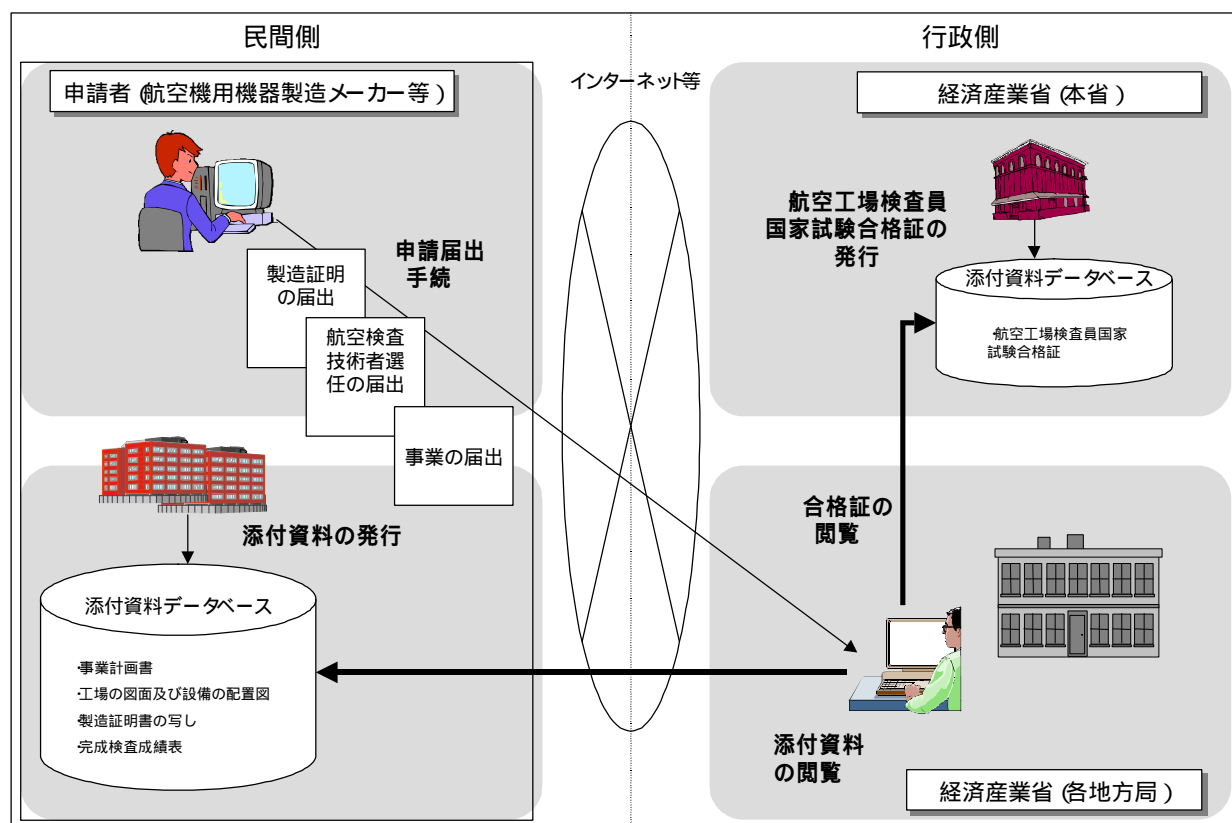 民間側
行政側
申請者 (航空機用機器製造メーカー等)
インターネット等
経済産業省 (本省)
航空工場検査員
国家試験合格証の
発行
申請届出
手続
製造証明
の届出
添付資料データベース
・航空工場検査員国家
試験合格証
航空検査
技術者選
任の届出
事業の届出
添付資料の発行
合格証の
閲覧
添付資料データベース
・事業計画書
・工場の図面及び設備の配置図
・製造証明書の写し
・完成検査成績表
添付資料
の閲覧
経済産業省 (各地方局)